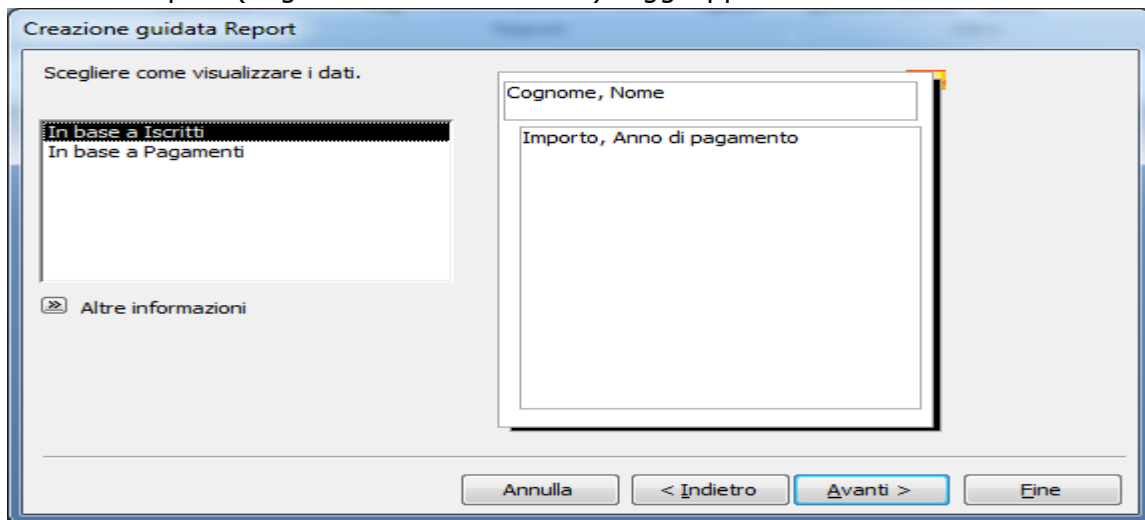 Creazione guidata Report
Scegliere come visualizzare i dati.
Cognome, Nome
In base a Iscritti
In base a Pagamenti
Importo, Anno di pagamento
Altre informazioni
Annulla
< Indietro
Avanti >
Fine